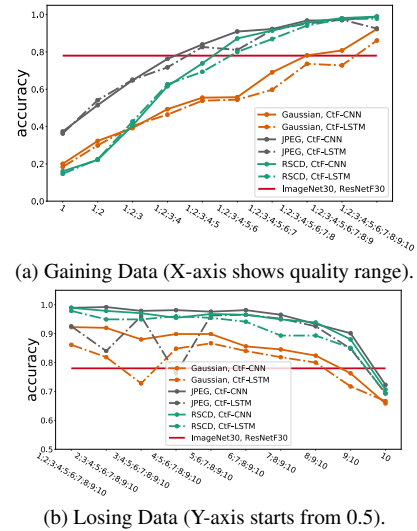 1.0
0.8
0.6
0.4
0.2
0.0
accuracy
Gaussian, CtF-CNN
Gaussian, CtF-LSTM
JPEG, CtF-CNN
JPEG, CtF-LSTM
RSCD, CtF-CNN
RSCD, CtF-LSTM
ImageNet30, ResNetF30
1
1;2
1;2;3
1;2;3;4
1;2;3;4;5
1;2;3;4;5;6
1;2;3;4;5;6;7
1;2;3;4;5;6;7;8
1;2;3;4;5;6;7;8;9
1;2;3;4;5;6;7;8;9;10
(a) Gaining Data (X-axis shows quality range).
1.0
0.9
0.8
0.7
0.6
0.5
accuracy
Gaussian, CtF-CNN
Gaussian, CtF-LSTM
JPEG, CtF-CNN
JPEG, CtF-LSTM
RSCD, CtF-CNN
RSCD, CtF-LSTM
ImageNet30, ResNetF30
1;2;3;4;5;6;7;8;9;10
2;3;4;5;6;7;8;9;10
3;4;5;6;7;8;9;10
4;5;6;7;8;9;10
5;6;7;8;9;10
6;7;8;9;10
7;8;9;10
8;9;10
9;10
10
(b) Losing Data (Y-axis starts from 0.5).